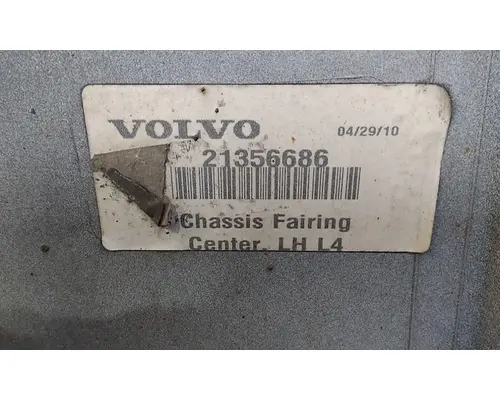 VOLVO 04/29/10
21356686
Chassis Fairing
Center, LH L4